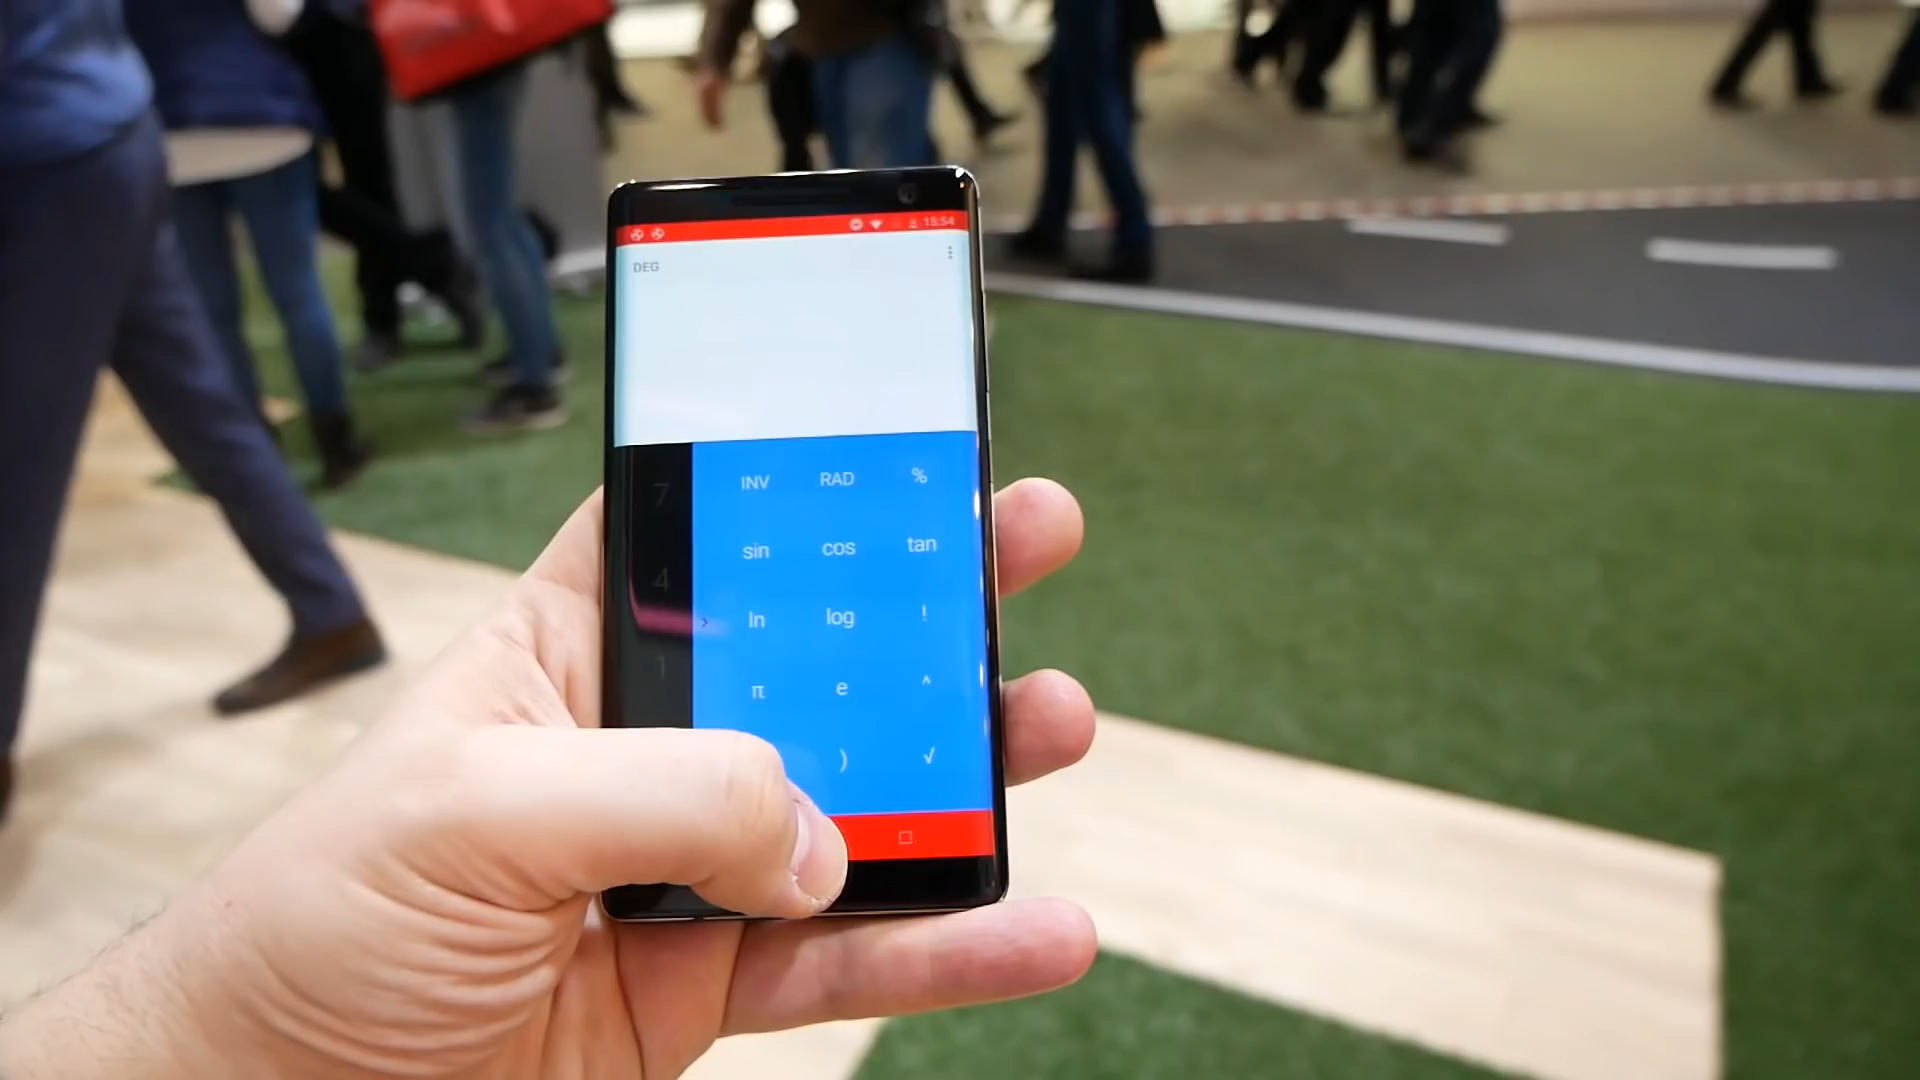 15:54
DEG
7 INV RAD %
sin cos tan
4
ln log !
1 π e ^
) √